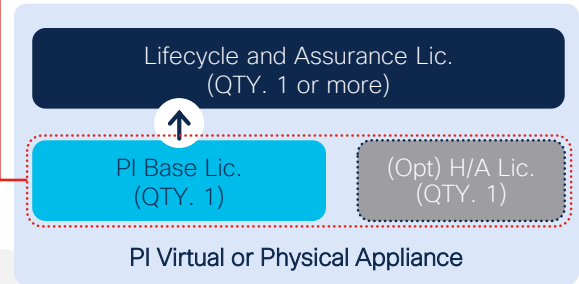 Lifecycle and Assurance Lic.
(QTY. 1 or more)
PI Base Lic.
(QTY. 1)
(Opt) H/A Lic.
(QTY. 1)
PI Virtual or Physical Appliance